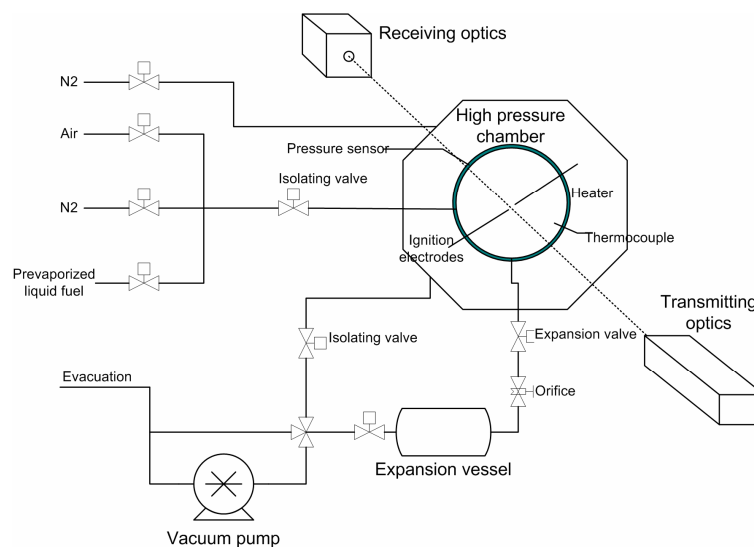 Receiving optics
N2
High pressure
chamber
Air
Pressure sensor
Isolating valve
Heater
N2
Ignition
electrodes
Thermocouple
Prevaporized
liquid fuel
Transmitting
optics
Isolating valve
Expansion valve
Evacuation
Orifice
Expansion vessel
Vacuum pump